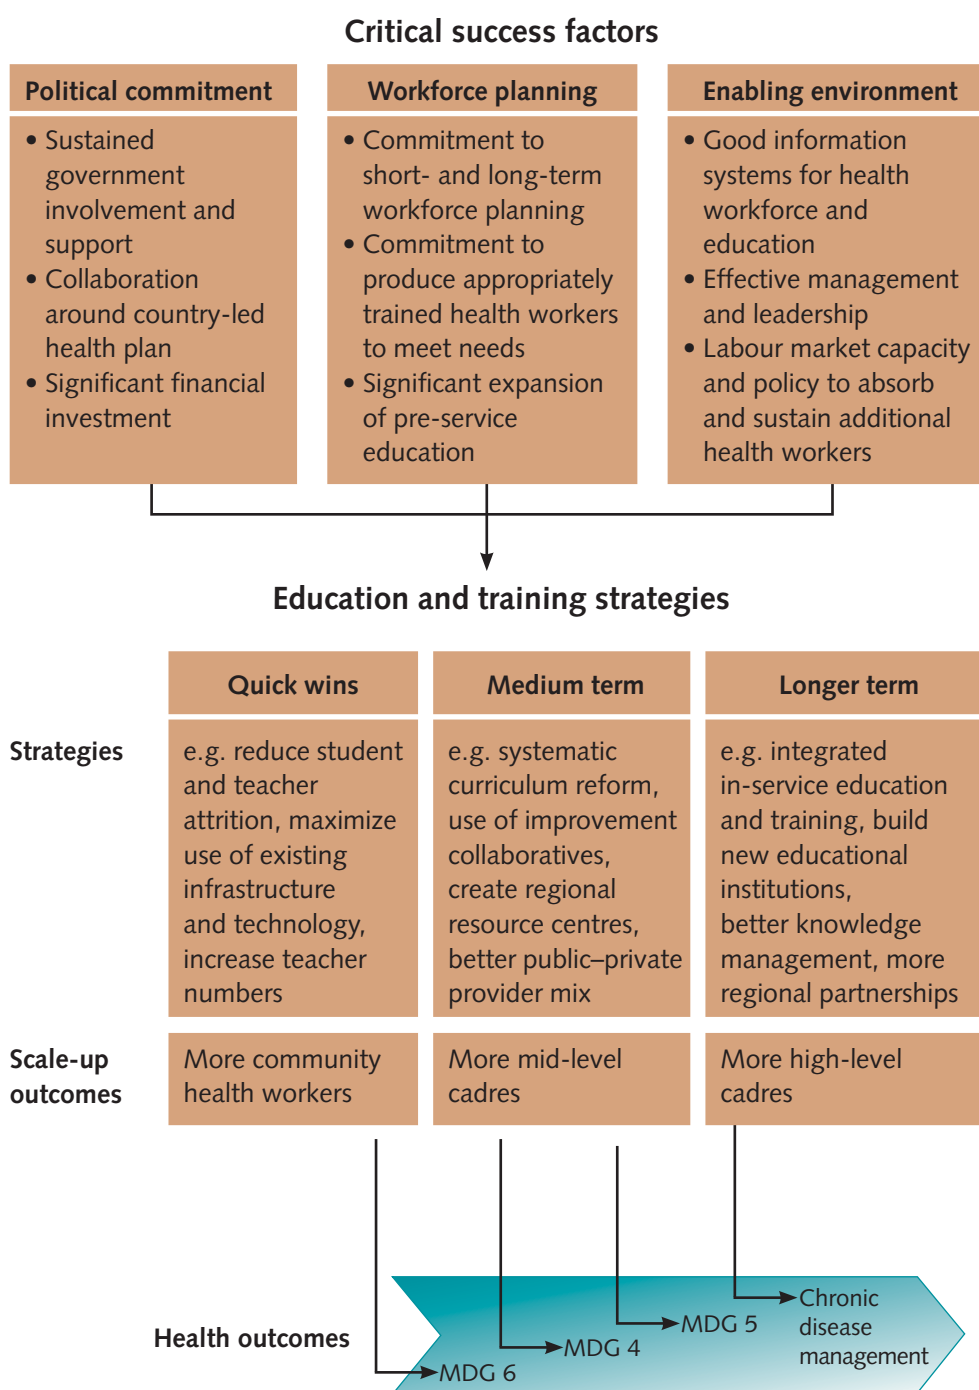 Critical success factors
Political commitment
• Sustained
government
involvement and
support
• Collaboration
around country-led
health plan
• Significant financial
investment
Workforce planning
• Commitment to
short- and long-term
workforce planning
• Commitment to
produce appropriately
trained health workers
to meet needs
• Significant expansion
of pre-service
education
Enabling environment
• Good information
systems for health
workforce and
education
• Effective management
and leadership
• Labour market capacity
and policy to absorb
and sustain additional
health workers
Education and training strategies
Quick wins
Medium term
Longer term
Strategies
e.g. reduce student
and teacher
attrition, maximize
use of existing
infrastructure
and technology,
increase teacher
numbers
e.g. systematic
curriculum reform,
use of improvement
collaboratives,
create regional
resource centres,
better public–private
provider mix
e.g. integrated
in-service education
and training, build
new educational
institutions,
better knowledge
management, more
regional partnerships
Scale-up
outcomes
More community
health workers
More mid-level
cadres
More high-level
cadres
Health outcomes
MDG 6
MDG 4
MDG 5
Chronic
disease
management